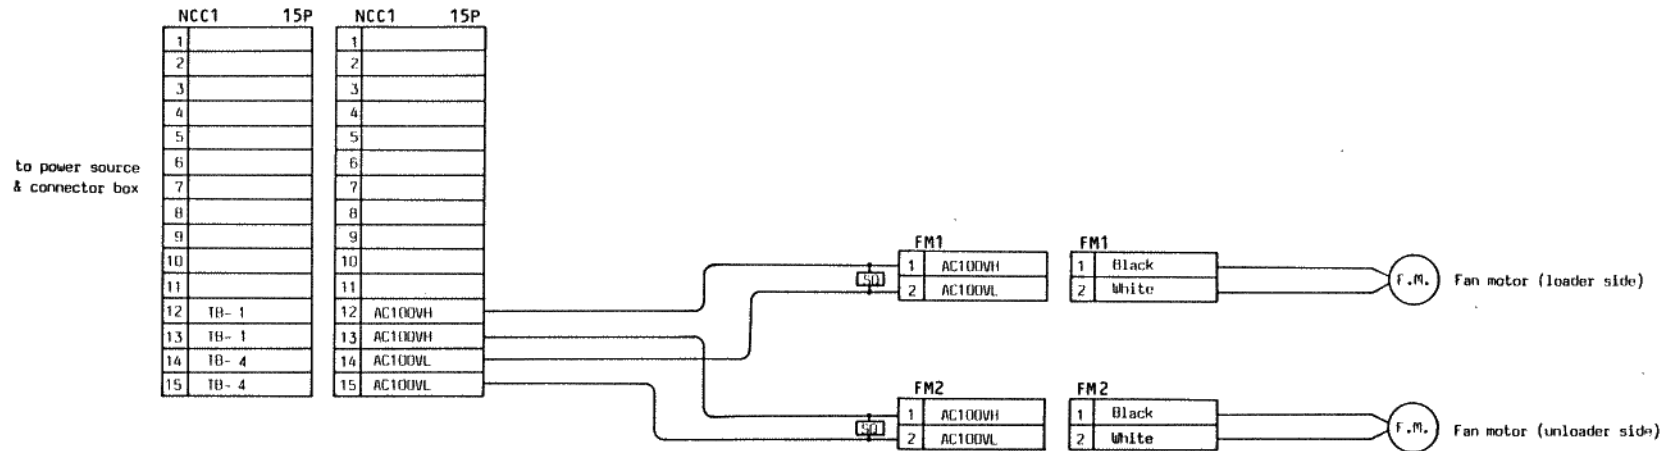 NCC1 15P NCC1 15P
1 1
2 2
3 3
4 4
5 5
6 6
7 7
8 8
9 9
10 10
11 11
12 TB- 1 12 AC100VH
13 TB- 1 13 AC100VH
14 TB- 4 14 AC100VL
15 TB- 4 15 AC100VL
to power source
& connector box
FM1 FM1
1 AC100VH 1 Black
2 AC100VL 2 White
SQ
F.M. Fan motor (loader side)
FM2 FM2
1 AC100VH 1 Black
2 AC100VL 2 White
SQ
F.M. Fan motor (unloader side)